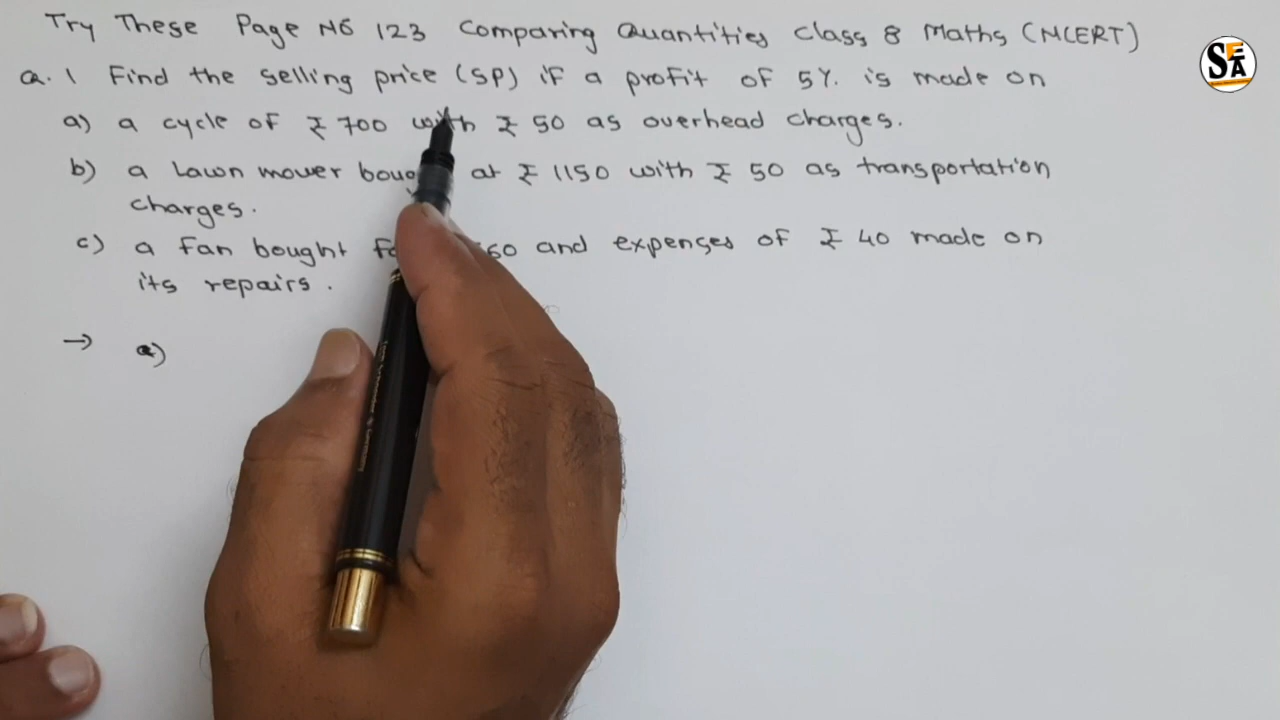 Try These Page No 123 Comparing Quantities Class 8 Maths (NCERT)
Q. 1 Find the selling price (SP) if a profit of 5%. is made on
a) a cycle of ₹ 700 with ₹ 50 as overhead charges.
b) a Lawn mower at ₹ 1150 with ₹ 50 as transportation
charges.
c) a fan bought and expenses of ₹ 40 made on
its repairs.
→ a)
SFA